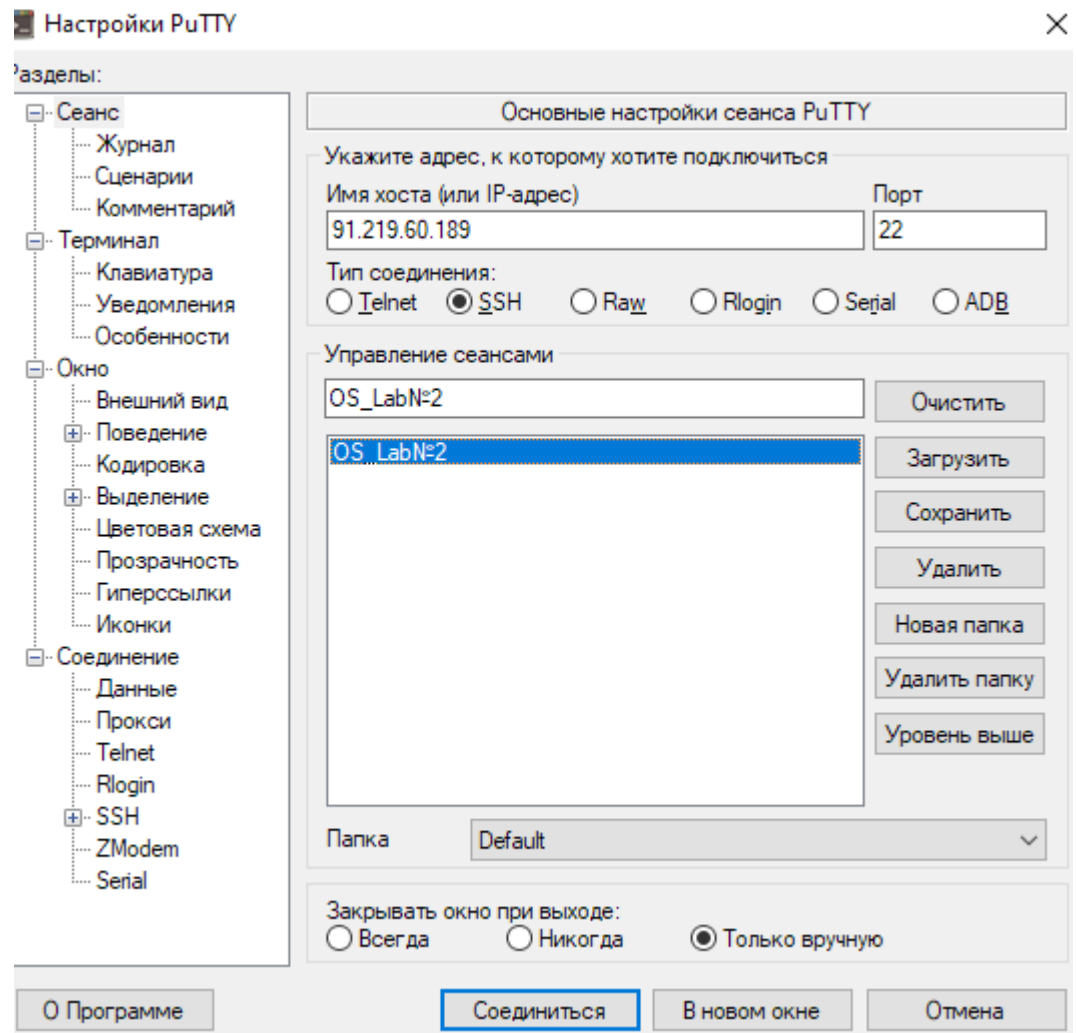 Настройки PuTTY
Разделы:
Сеанс
Журнал
Сценарии
Комментарий
Терминал
Клавиатура
Уведомления
Особенности
Окно
Внешний вид
Поведение
Кодировка
Выделение
Цветовая схема
Прозрачность
Гиперссылки
Иконки
Соединение
Данные
Прокси
Telnet
Rlogin
SSH
ZModem
Serial
Основные настройки сеанса PuTTY
Укажите адрес, к которому хотите подключиться
Имя хоста (или IP-адрес) Порт
91.219.60.189 22
Тип соединения:
Telnet SSH Raw Rlogin Serial ADB
Управление сеансами
OS_Lab№2 Очистить
OS_Lab№2
Загрузить
Сохранить
Удалить
Новая папка
Удалить папку
Уровень выше
Папка Default
Закрывать окно при выходе:
Всегда Никогда Только вручную
О Программе Соединиться В новом окне Отмена